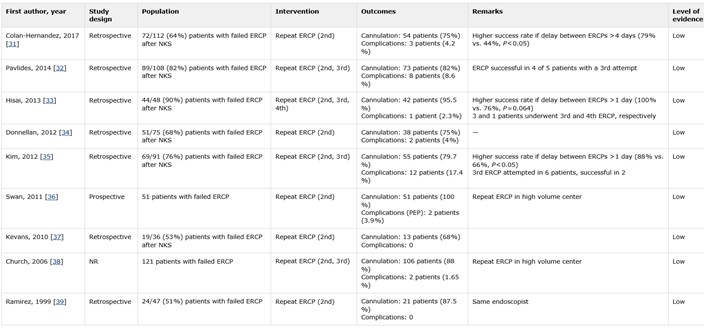 First author, year
Study design
Population
Intervention
Outcomes
Remarks
Level of evidence
Colan-Hernandez, 2017 [31]
Retrospective
72/112 (64%) patients with failed ERCP
after NKS
Repeat ERCP (2nd)
Cannulation: 54 patients (75%)
Complications: 3 patients (4.2
%)
Higher success rate if delay between ERCPs >4 days (79%
vs. 44%, P<0.05)
Low
Pavlides, 2014 [32]
Retrospective
89/108 (82%) patients with failed ERCP
after NKS
Repeat ERCP (2nd, 3rd)
Cannulation: 73 patients (82%)
Complications: 8 patients (8.6
%)
ERCP successful in 4 of 5 patients with a 3rd attempt
Low
Hisai, 2013 [33]
Retrospective
44/48 (90%) patients with failed ERCP
after NKS
Repeat ERCP (2nd, 3rd,
4th)
Cannulation: 42 patients (95.5
%)
Complications: 1 patient (2.3%)
Higher success rate if delay between ERCPs >1 day (100%
vs. 76%, P=0.064)
3 and 1 patients underwent 3rd and 4th ERCP, respectively
Low
Donnellan, 2012 [34]
Retrospective
51/75 (68%) patients with failed ERCP
after NKS
Repeat ERCP (2nd)
Cannulation: 38 patients (75%)
Complications: 2 patients (4%)
—
Low
Kim, 2012 [35]
Retrospective
69/91 (76%) patients with failed ERCP
after NKS
Repeat ERCP (2nd, 3rd)
Cannulation: 55 patients (79.7
%)
Complications: 12 patients (17.4
%)
Higher success rate if delay between ERCPs >1 day (88% vs.
66%, P<0.05)
3rd ERCP attempted in 6 patients, successful in 2
Low
Swan, 2011 [36]
Prospective
51 patients with failed ERCP
Repeat ERCP (2nd)
Cannulation: 51 patients (100
%)
Complications (PEP): 2 patients
(3.9%)
Repeat ERCP in high volume center
Low
Kevans, 2010 [37]
Retrospective
19/36 (53%) patients with failed ERCP
after NKS
Repeat ERCP (2nd)
Cannulation: 13 patients (68%)
Complications: 0
Low
Church, 2006 [38]
NR
121 patients with failed ERCP
Repeat ERCP (2nd, 3rd)
Cannulation: 106 patients (88
%)
Complications: 2 patients (1.65
%)
Repeat ERCP in high volume center
Low
Ramirez, 1999 [39]
Retrospective
24/47 (51%) patients with failed ERCP
Repeat ERCP (2nd)
Cannulation: 21 patients (87.5
%)
Complications: 0
Same endoscopist
Low